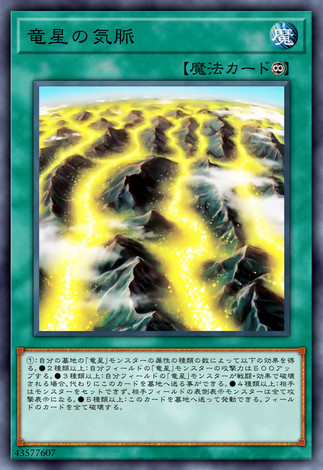 竜星の気脈
魔
【魔法カード∞】
①:自分の墓地の「竜星」モンスターの属性の種類の数によって以下の効果を得
る。●2種類以上:自分フィールドの「竜星」モンスターの攻撃力は500アッ
プする。●3種類以上:自分フィールドの「竜星」モンスターが戦闘・効果で破壊
される場合、代わりにこのカードを墓地へ送る事ができる。●4種類以上:相手
はモンスターをセットできず、相手フィールドの表側表示モンスターは全て攻
撃表示になる。●5種類以上:このカードを墓地へ送って発動できる。フィール
ドのカードを全て破壊する。
43577607